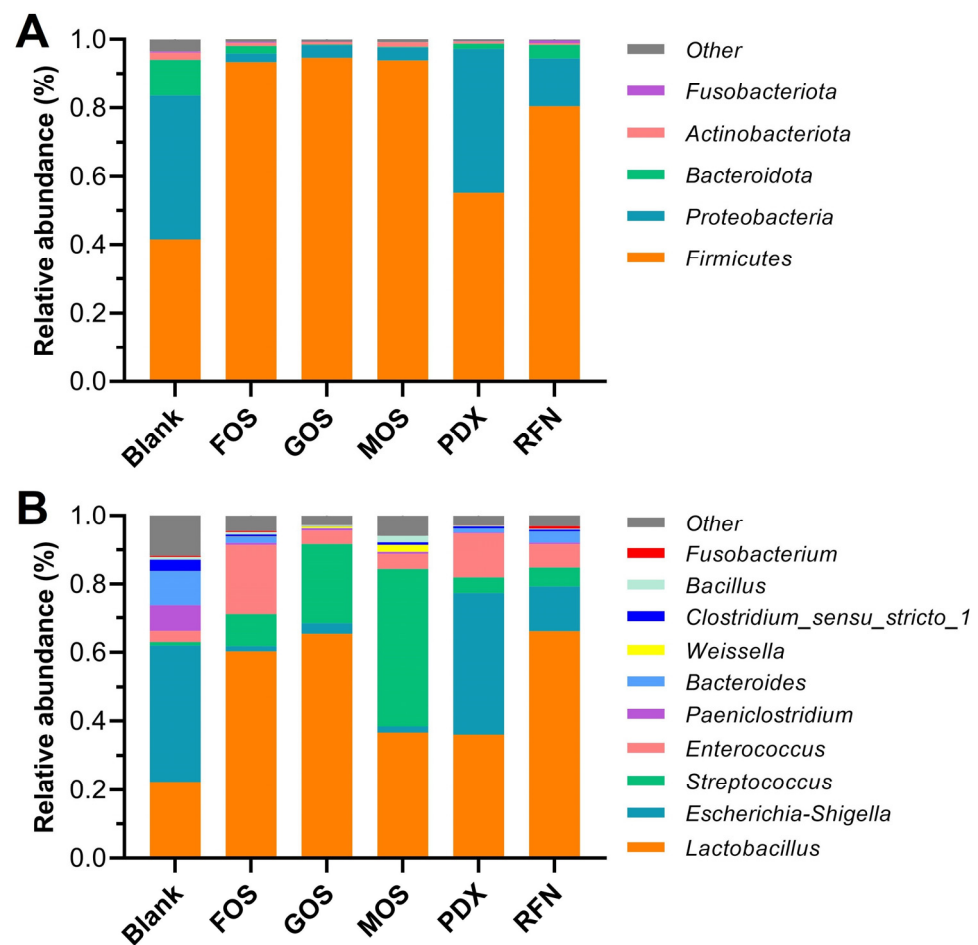 A
Relative abundance (%)
1.0
0.8
0.6
0.4
0.2
0.0
Blank
FOS
GOS
MOS
PDX
RFN
Other
Fusobacteriota
Actinobacteriota
Bacteroidota
Proteobacteria
Firmicutes
B
Relative abundance (%)
1.0
0.8
0.6
0.4
0.2
0.0
Blank
FOS
GOS
MOS
PDX
RFN
Other
Fusobacterium
Bacillus
Clostridium_sensu_stricto_1
Weissella
Bacteroides
Paeniclostridium
Enterococcus
Streptococcus
Escherichia-Shigella
Lactobacillus